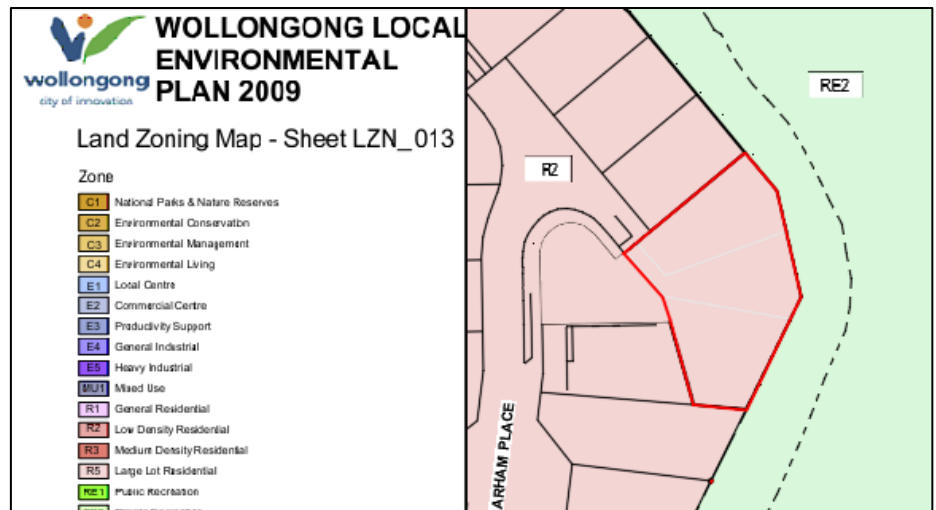 WOLLONGONG LOCAL
ENVIRONMENTAL
PLAN 2009
wollongong
city of innovation
Land Zoning Map - Sheet LZN_013
Zone
C1 National Parks & Nature Reserves
C2 Environmental Conservation
C3 Environmental Management
C4 Environmental Living
E1 Local Centre
E2 Commercial Centre
E3 Productivity Support
E4 General Industrial
E5 Heavy Industrial
MU1 Mixed Use
R1 General Residential
R2 Low Density Residential
R3 Medium Density Residential
R5 Large Lot Residential
RE1 Public Recreation
RE2
R2
ARHAM PLACE